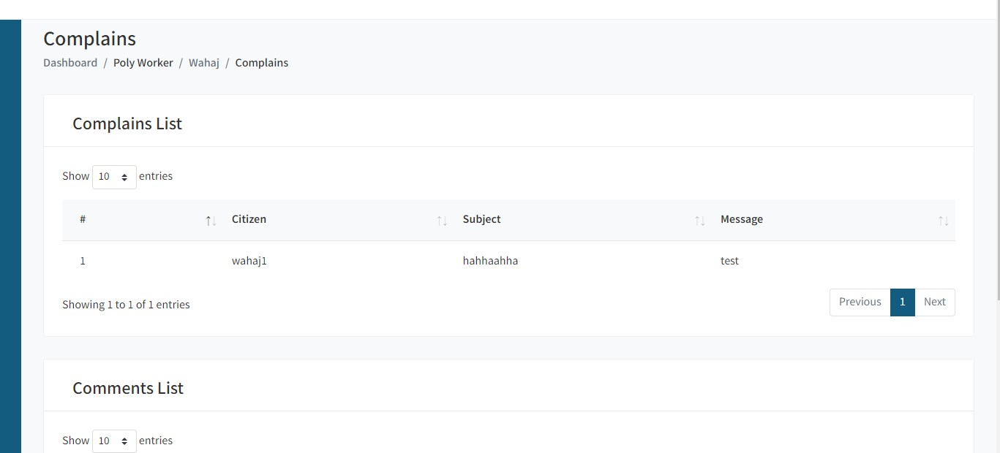 Complains
Dashboard / Poly Worker / Wahaj / Complains
Complains List
Show 10 entries
# Citizen Subject Message
1 wahaj1 hahhaahha test
Showing 1 to 1 of 1 entries
Previous 1 Next
Comments List
Show 10 entries